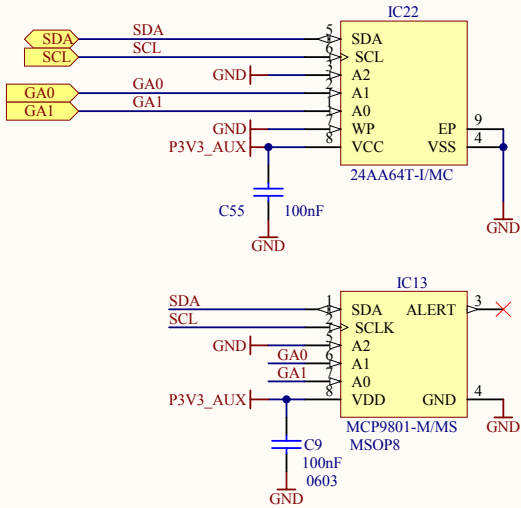 IC22
SDA SDA 5 SDA
SCL SCL 6 SCL
GND 3 A2
GA0 GA0 2 A1
GA1 GA1 1 A0
GND 7 WP EP 9
P3V3_AUX 8 VCC VSS 4
24AA64T-I/MC
C55 100nF
GND
GND
IC13
SDA 1 SDA ALERT 3
SCL 2 SCLK
GND 5 A2
GA0 6 A1
GA1 7 A0
P3V3_AUX 8 VDD GND 4
GND
MCP9801-M/MS
MSOP8
C9
100nF
0603
GND